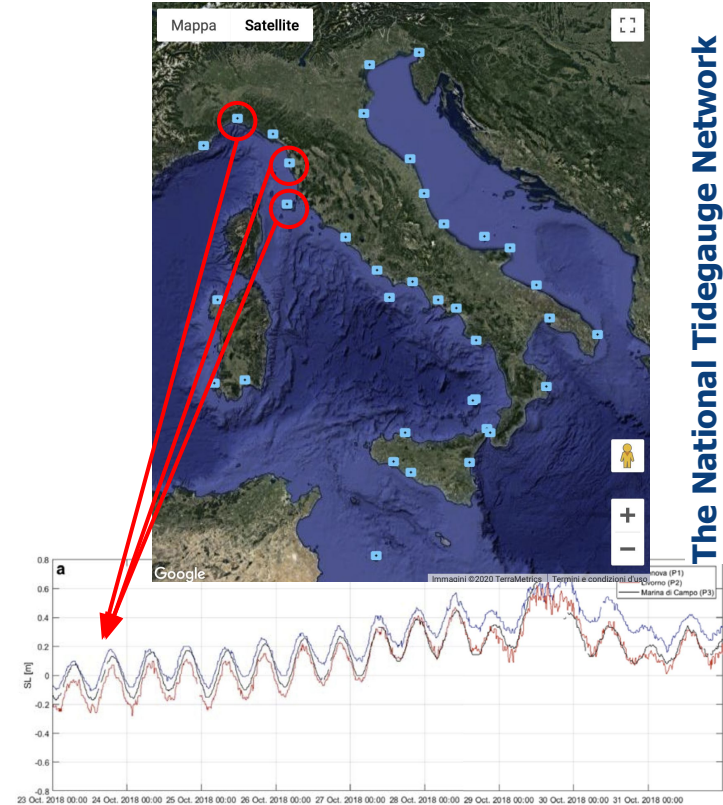 Mappa Satellite
The National Tidegauge Network
Google
Immagini ©2020 TerraMetrics Termini e condizioni d'uso
a
(P1)
Livorno (P2)
Marina di Campo (P3)
SL [m]
0.8
0.6
0.4
0.2
0
-0.2
-0.4
-0.6
-0.8
23 Oct. 2018 00:00 24 Oct. 2018 00:00 25 Oct. 2018 00:00 26 Oct. 2018 00:00 27 Oct. 2018 00:00 28 Oct. 2018 00:00 29 Oct. 2018 00:00 30 Oct. 2018 00:00 31 Oct. 2018 00:00